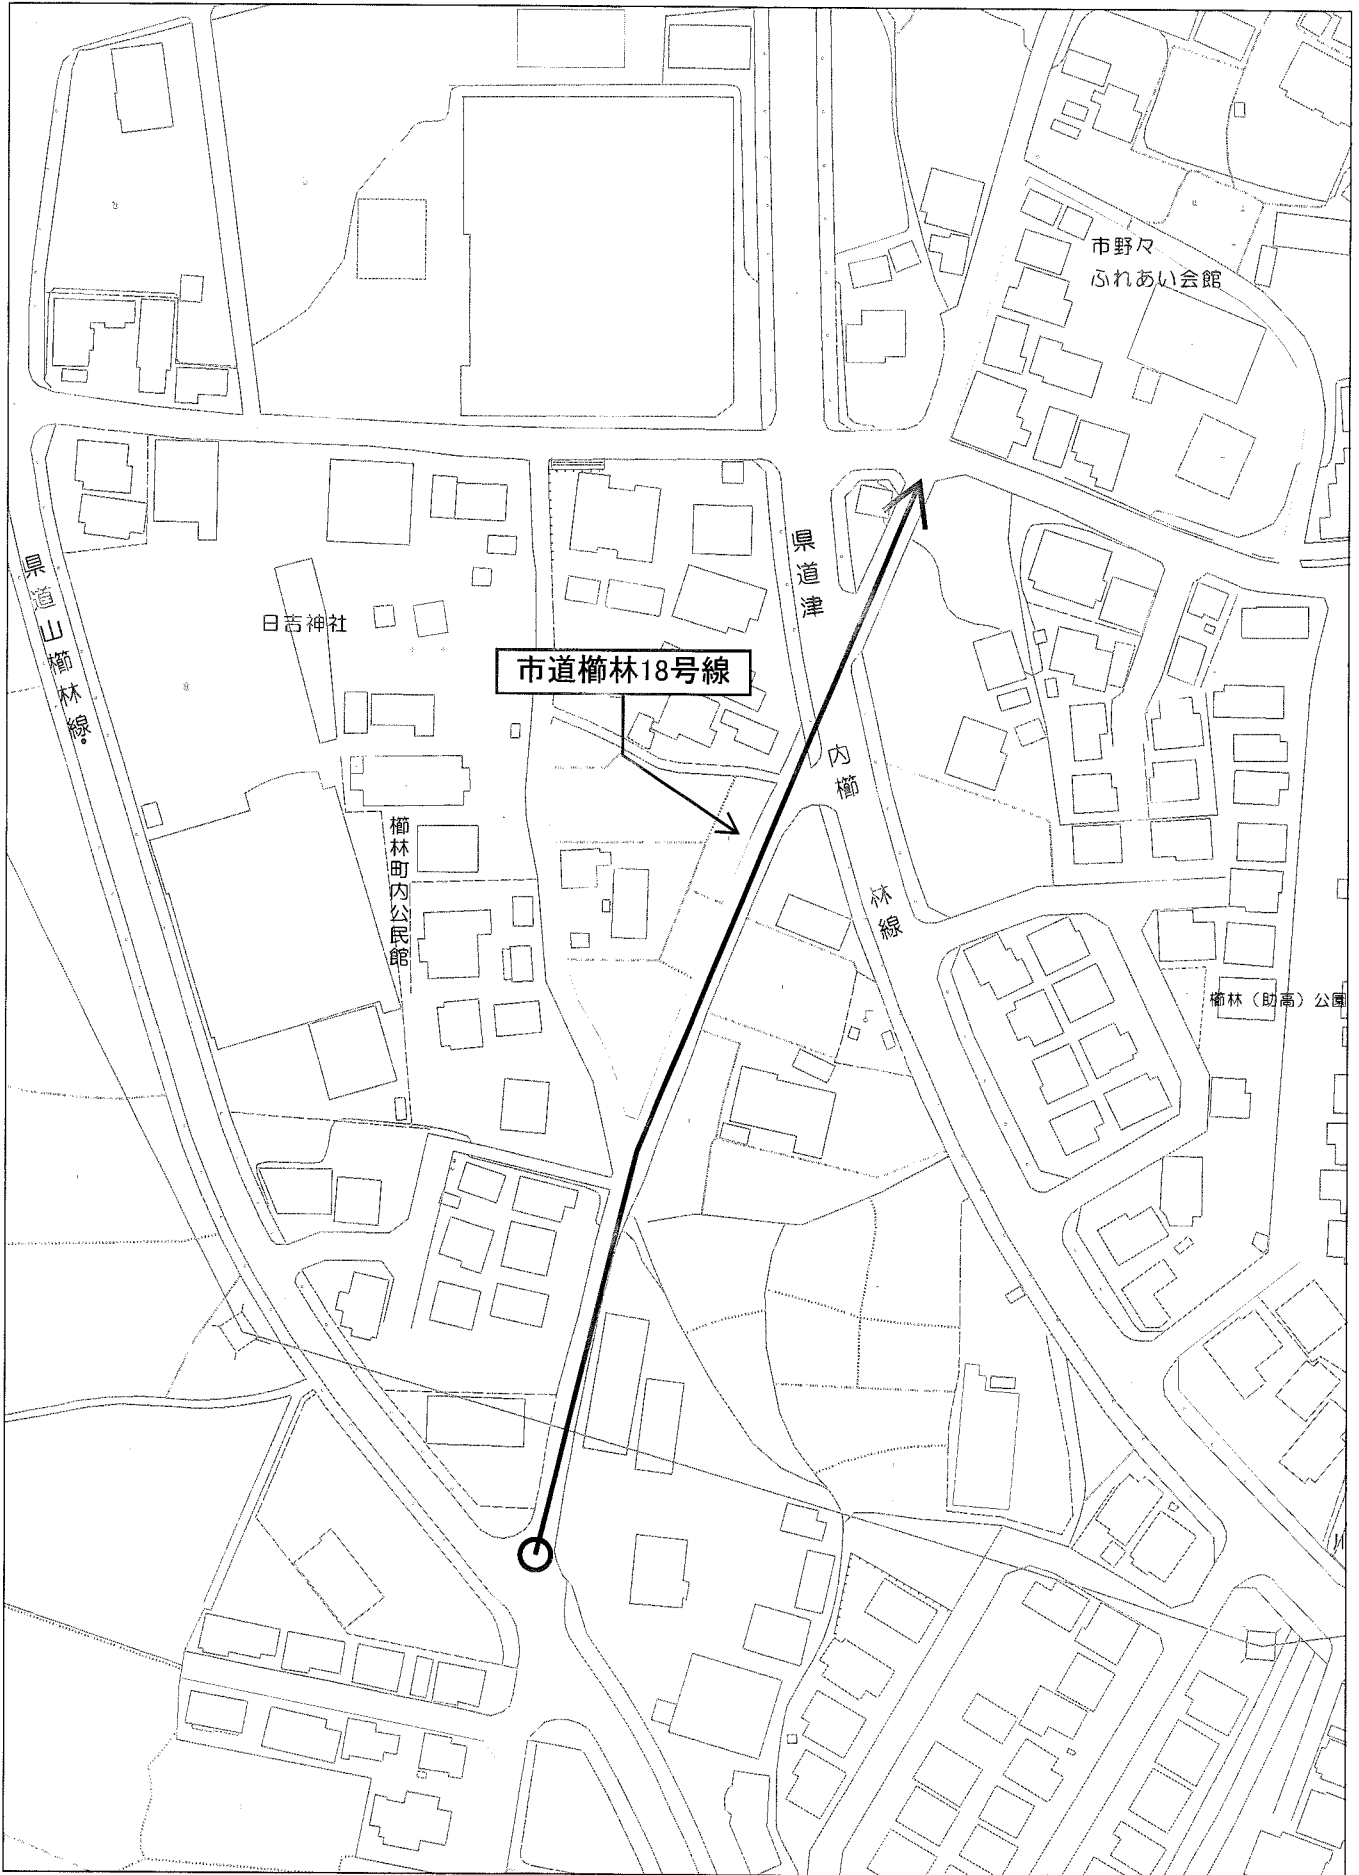 市野々
ふれあい会館
県道津
内櫛
林線
県道山櫛林線
日吉神社
市道櫛林18号線
櫛林町内公民館
櫛林（助高）公園